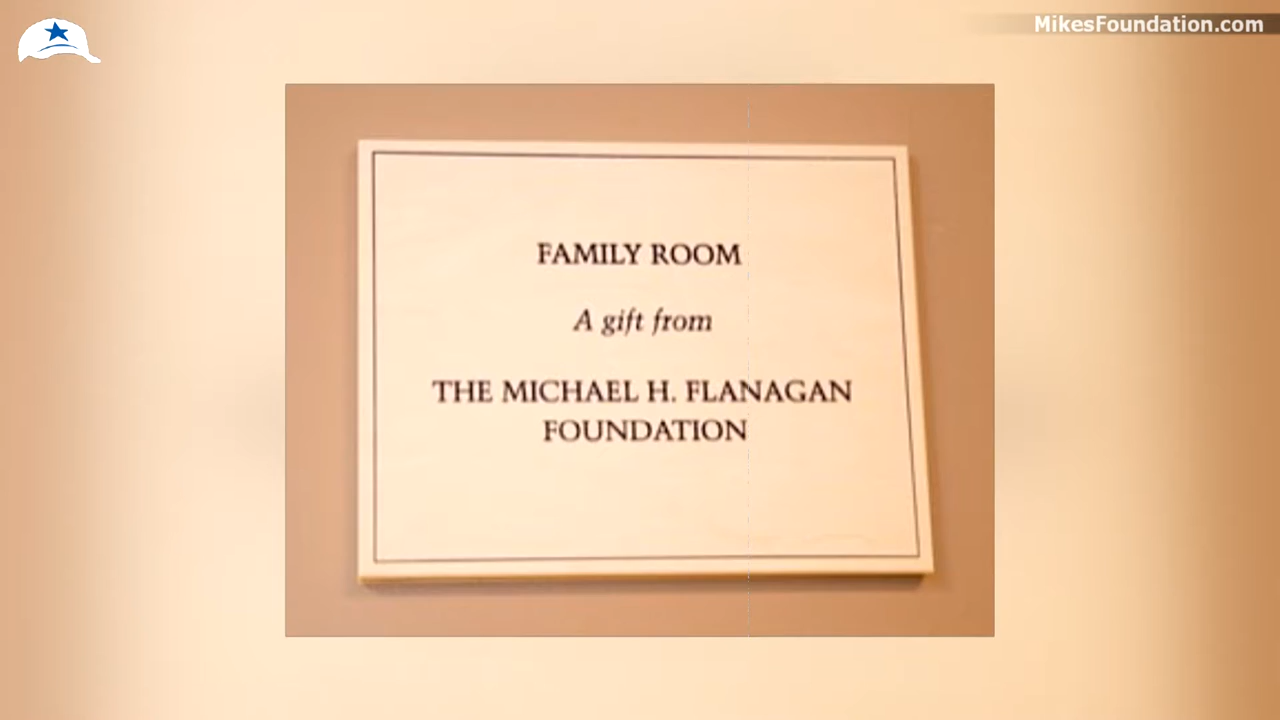 MikesFoundation.com
FAMILY ROOM
A gift from
THE MICHAEL H. FLANAGAN
FOUNDATION